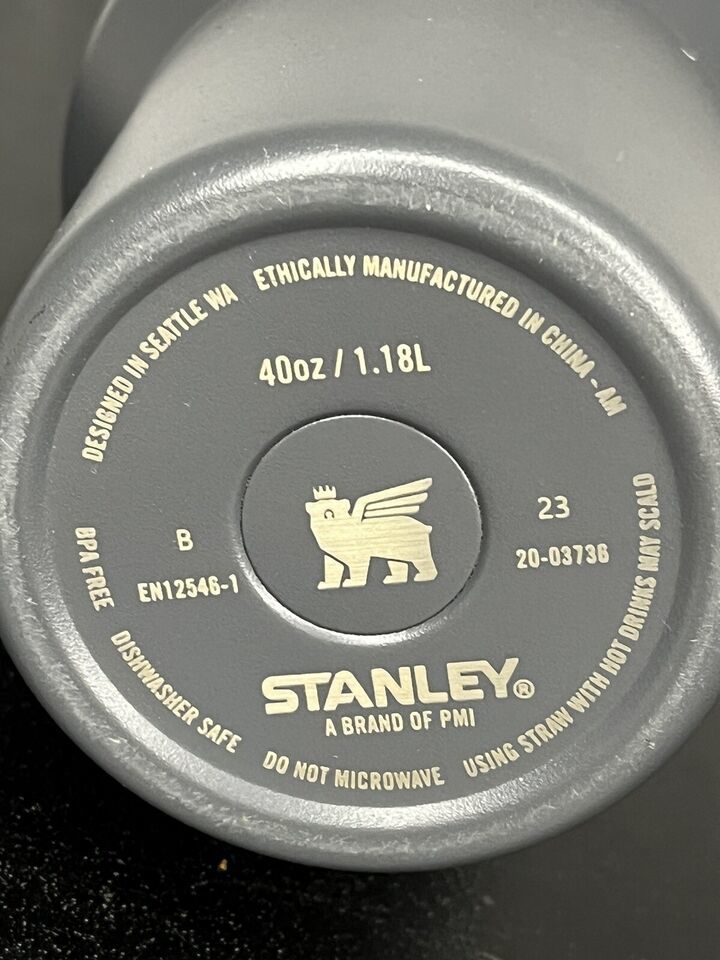 DESIGNED IN SEATTLE WA
ETHICALLY MANUFACTURED IN CHINA - AM
40oz / 1.18L
B
EN12546-1
23
20-03736
STANLEY®
A BRAND OF PMI
BPA FREE
DISHWASHER SAFE
DO NOT MICROWAVE
USING STRAW WITH HOT DRINKS MAY SCALD